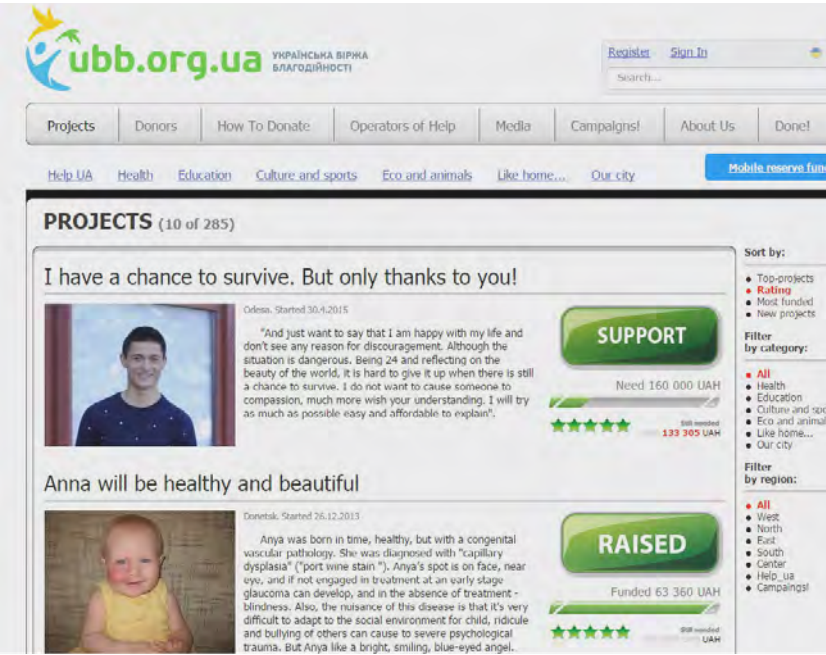 ubb.org.ua
УКРАЇНСЬКА БІРЖА
БЛАГОДІЙНОСТІ
Register Sign In
Search...
Projects Donors How To Donate Operators of Help Media Campaigns! About Us Done!
Help UA Health Education Culture and sports Eco and animals Like home... Our city
Mobile reserve fun
PROJECTS (10 of 285)
I have a chance to survive. But only thanks to you!
Odesa. Started 30.4.2015
"And just want to say that I am happy with my life and
don't see any reason for discouragement. Although the
situation is dangerous. Being 24 and reflecting on the
beauty of the world, it is hard to give it up when there is still
a chance to survive. I do not want to cause someone to
compassion, much more wish your understanding. I will try
as much as possible easy and affordable to explain".
SUPPORT
Need 160 000 UAH
Still needed
133 305 UAH
Anna will be healthy and beautiful
Donetsk. Started 26.12.2013
Anya was born in time, healthy, but with a congenital
vascular pathology. She was diagnosed with "capillary
dysplasia" ("port wine stain "). Anya's spot is on face, near
eye, and if not engaged in treatment at an early stage
glaucoma can develop, and in the absence of treatment -
blindness. Also, the nuisance of this disease is that it's very
difficult to adapt to the social environment for child, ridicule
and bullying of others can cause to severe psychological
trauma. But Anya like a bright, smiling, blue-eyed angel.
RAISED
Funded 63 360 UAH
Still needed
UAH
Sort by:
Top-projects
Rating
Most funded
New projects
Filter
by category:
All
Health
Education
Culture and spo
Eco and animal
Like home...
Our city
Filter
by region:
All
West
North
East
South
Center
Help_ua
Campaings!